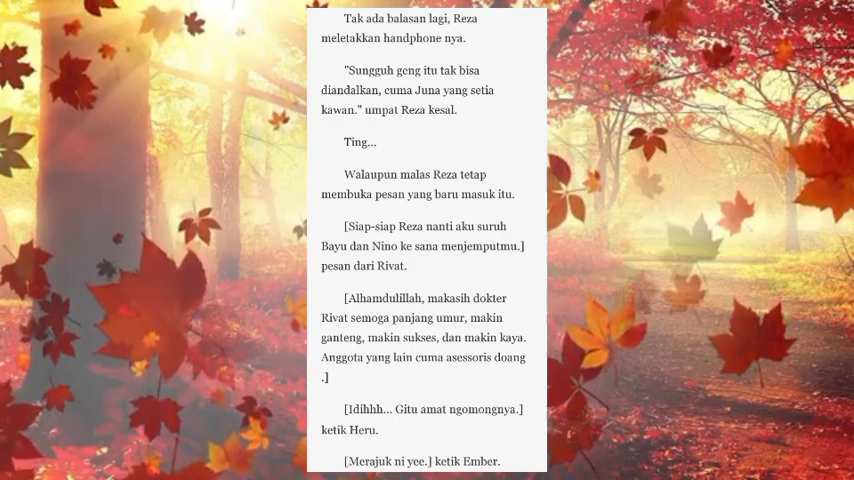 Tak ada balasan lagi, Reza
meletakkan handphone nya.
"Sungguh geng itu tak bisa
diandalkan, cuma Juna yang setia
kawan." umpat Reza kesal.
Ting...
Walaupun malas Reza tetap
membuka pesan yang baru masuk itu.
[Siap-siap Reza nanti aku suruh
Bayu dan Nino ke sana menjemputmu.]
pesan dari Rivat.
[Alhamdulillah, makasih dokter
Rivat semoga panjang umur, makin
ganteng, makin sukses, dan makin kaya.
Anggota yang lain cuma asessoris doang
.]
[Idihhh... Gitu amat ngomongnya.]
ketik Heru.
[Merajuk ni yee.] ketik Ember.